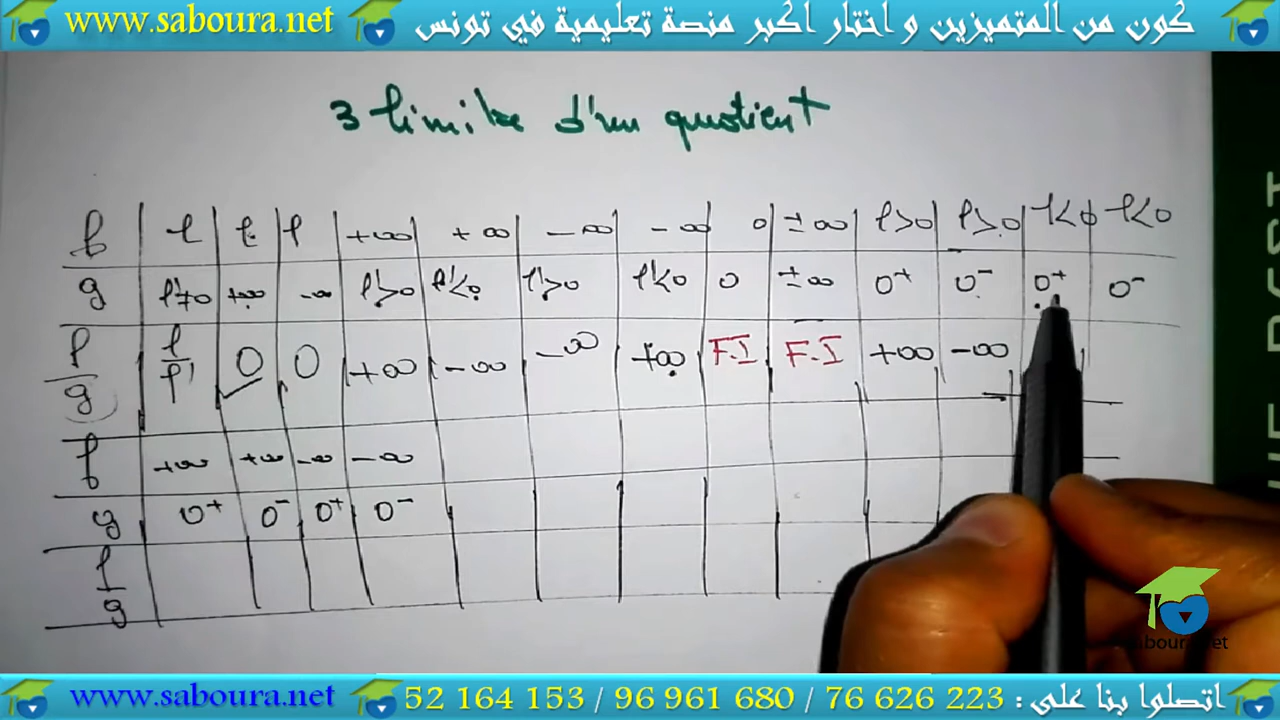 www.saboura.net كون من المتميزين و اختار اكبر منصة تعليمية في تونس
3 limite d'un quotient
f l l l +∞ +∞ -∞ -∞ 0 ±∞ l>0 l>0 l<0 l<0
g l'≠0 +∞ -∞ l'>0 l'<0 l'>0 l'<0 0 ±∞ 0⁺ 0⁻ 0⁺ 0⁻
f/g l/l' 0 0 +∞ -∞ -∞ +∞ F.I F.I +∞ -∞
f +∞ +∞ -∞ -∞
g 0⁺ 0⁻ 0⁺ 0⁻
f/g
saboura.net
www.saboura.net 52 164 153 / 96 961 680 / 76 626 223 : اتصلوا بنا على